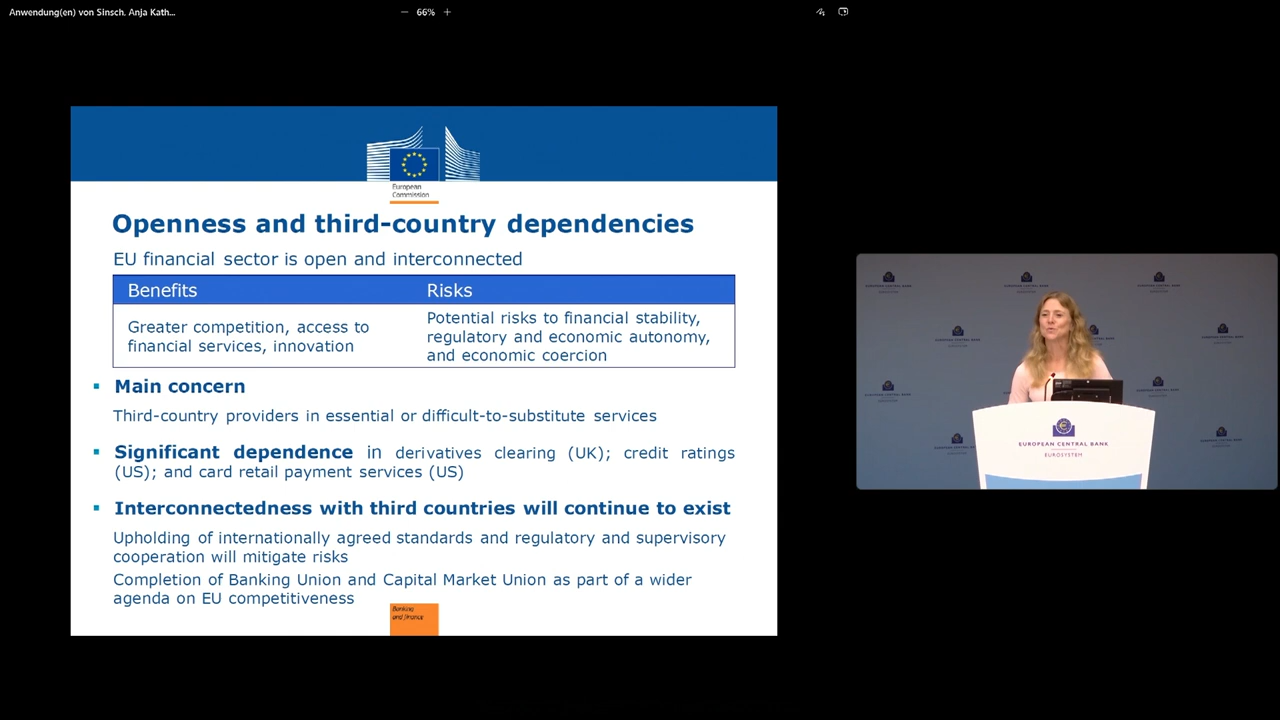 Anwendung(en) von Sinsch, Anja Kath...
66%
European
Commission
Openness and third-country dependencies
EU financial sector is open and interconnected
Benefits
Risks
Greater competition, access to
financial services, innovation
Potential risks to financial stability,
regulatory and economic autonomy,
and economic coercion
Main concern
Third-country providers in essential or difficult-to-substitute services
Significant dependence in derivatives clearing (UK); credit ratings
(US); and card retail payment services (US)
Interconnectedness with third countries will continue to exist
Upholding of internationally agreed standards and regulatory and supervisory
cooperation will mitigate risks
Completion of Banking Union and Capital Market Union as part of a wider
agenda on EU competitiveness
Banking
and finance
EUROPEAN CENTRAL BANK
EUROSYSTEM